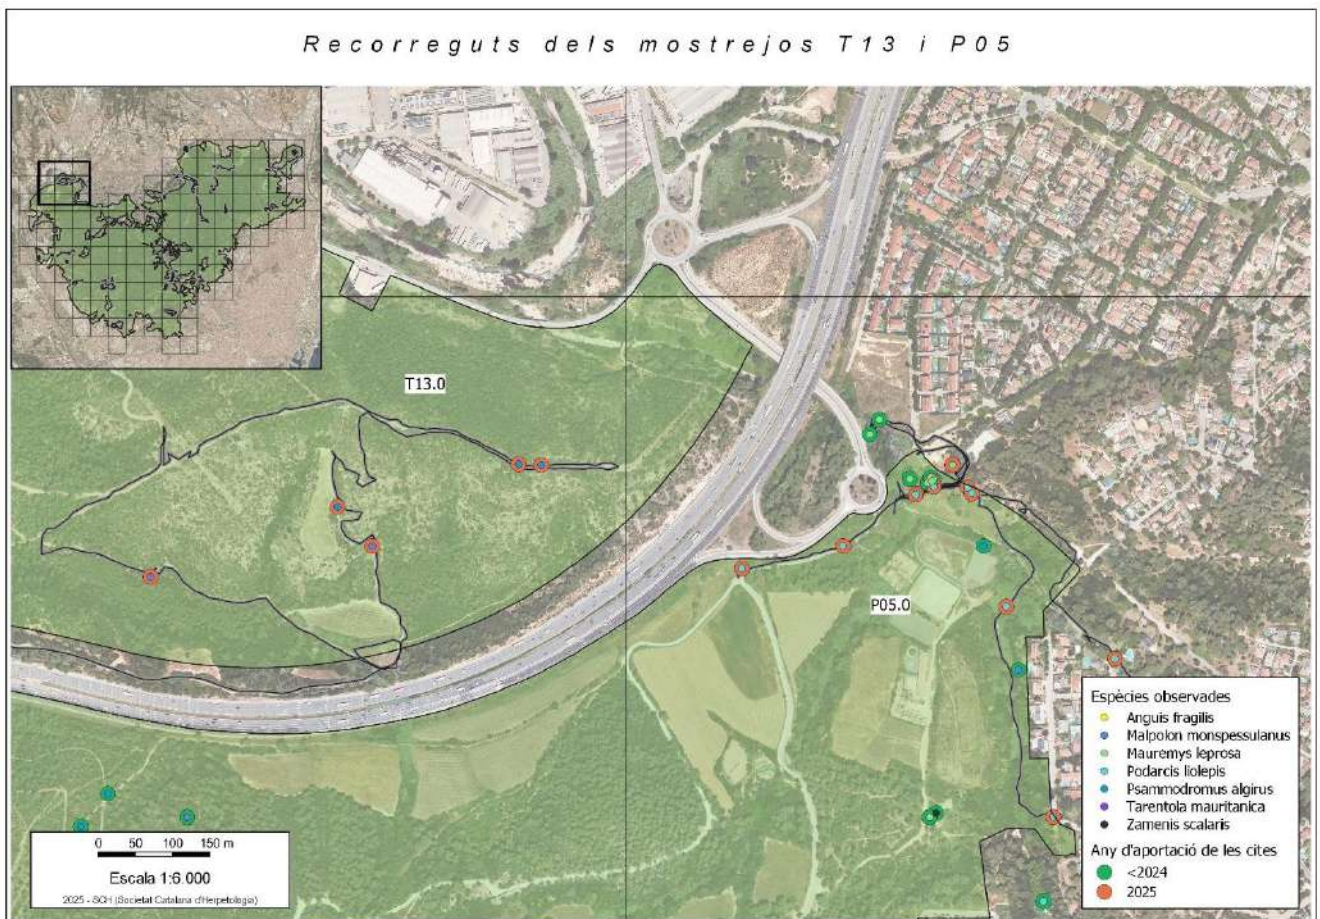 Recorreguts dels mostrejos T13 i P05
T13.0
P05.0
Espècies observades
Anguis fragilis
Malpolon monspessulanus
Mauremys leprosa
Podarcis liolepis
Psammodromus algirus
Tarentola mauritanica
Zamenis scalaris
Any d'aportació de les cites
<2024
2025
0 50 100 150 m
Escala 1:6.000
2025 - SCH (Societat Catalana d'Herpetologia)